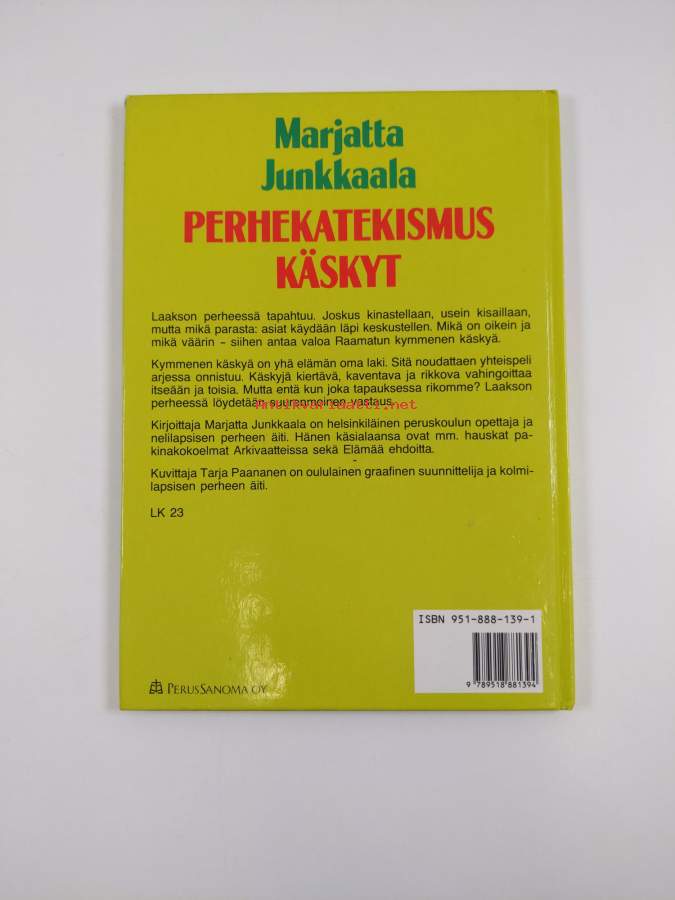 Marjatta
Junkkaala
PERHEKATEKISMUS
KÄSKYT
Laakson perheessä tapahtuu. Joskus kinastellaan, usein kisaillaan,
mutta mikä parasta: asiat käydään läpi keskustellen. Mikä on oikein ja
mikä väärin – siihen antaa valoa Raamatun kymmenen käskyä.
Kymmenen käskyä on yhä elämän oma laki. Sitä noudattaen yhteispeli
arjessa onnistuu. Käskyjä kiertävä, kaventava ja rikkova vahingoittaa
itseään ja toisia. Mutta entä kun joka tapauksessa rikomme? Laakson
perheessä löydetään suurenmoinen vastaus.
Antikvariaatti.net
Kirjoittaja Marjatta Junkkaala on helsinkiläinen peruskoulun opettaja ja
nelilapsisen perheen äiti. Hänen käsialaansa ovat mm. hauskat pa-
kinakokoelmat Arkivaatteissa sekä Elämää ehdoitta.
Kuvittaja Tarja Paananen on oululainen graafinen suunnittelija ja kolmi-
lapsisen perheen äiti.
LK 23
ISBN 951-888-139-1
9 789518 881394
PERUSSANOMA OY